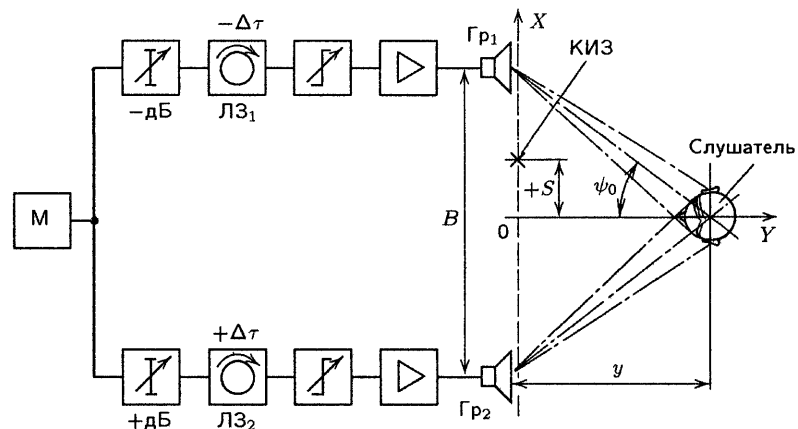 −Δτ
Гр₁
X
КИЗ
−дБ
ЛЗ₁
Слушатель
+S
ψ₀
М
B
0
Y
+Δτ
y
+дБ
ЛЗ₂
Гр₂